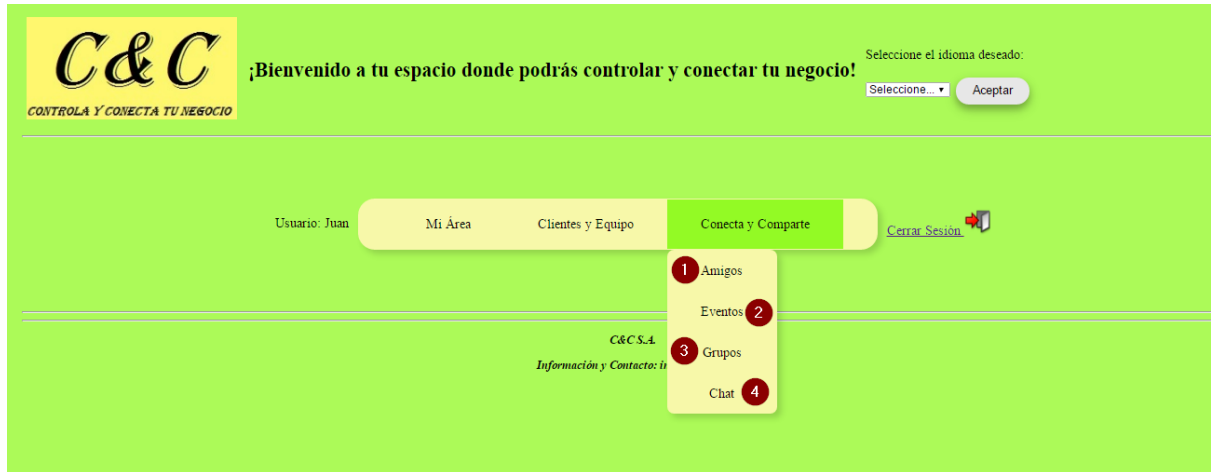 C&C
CONTROLA Y CONECTA TU NEGOCIO
¡Bienvenido a tu espacio donde podrás controlar y conectar tu negocio!
Seleccione el idioma deseado:
Seleccione...
Aceptar
Usuario: Juan
Mi Área
Clientes y Equipo
Conecta y Comparte
Cerrar Sesión
1 Amigos
Eventos 2
3 Grupos
Chat 4
C&C S.A.
Información y Contacto: